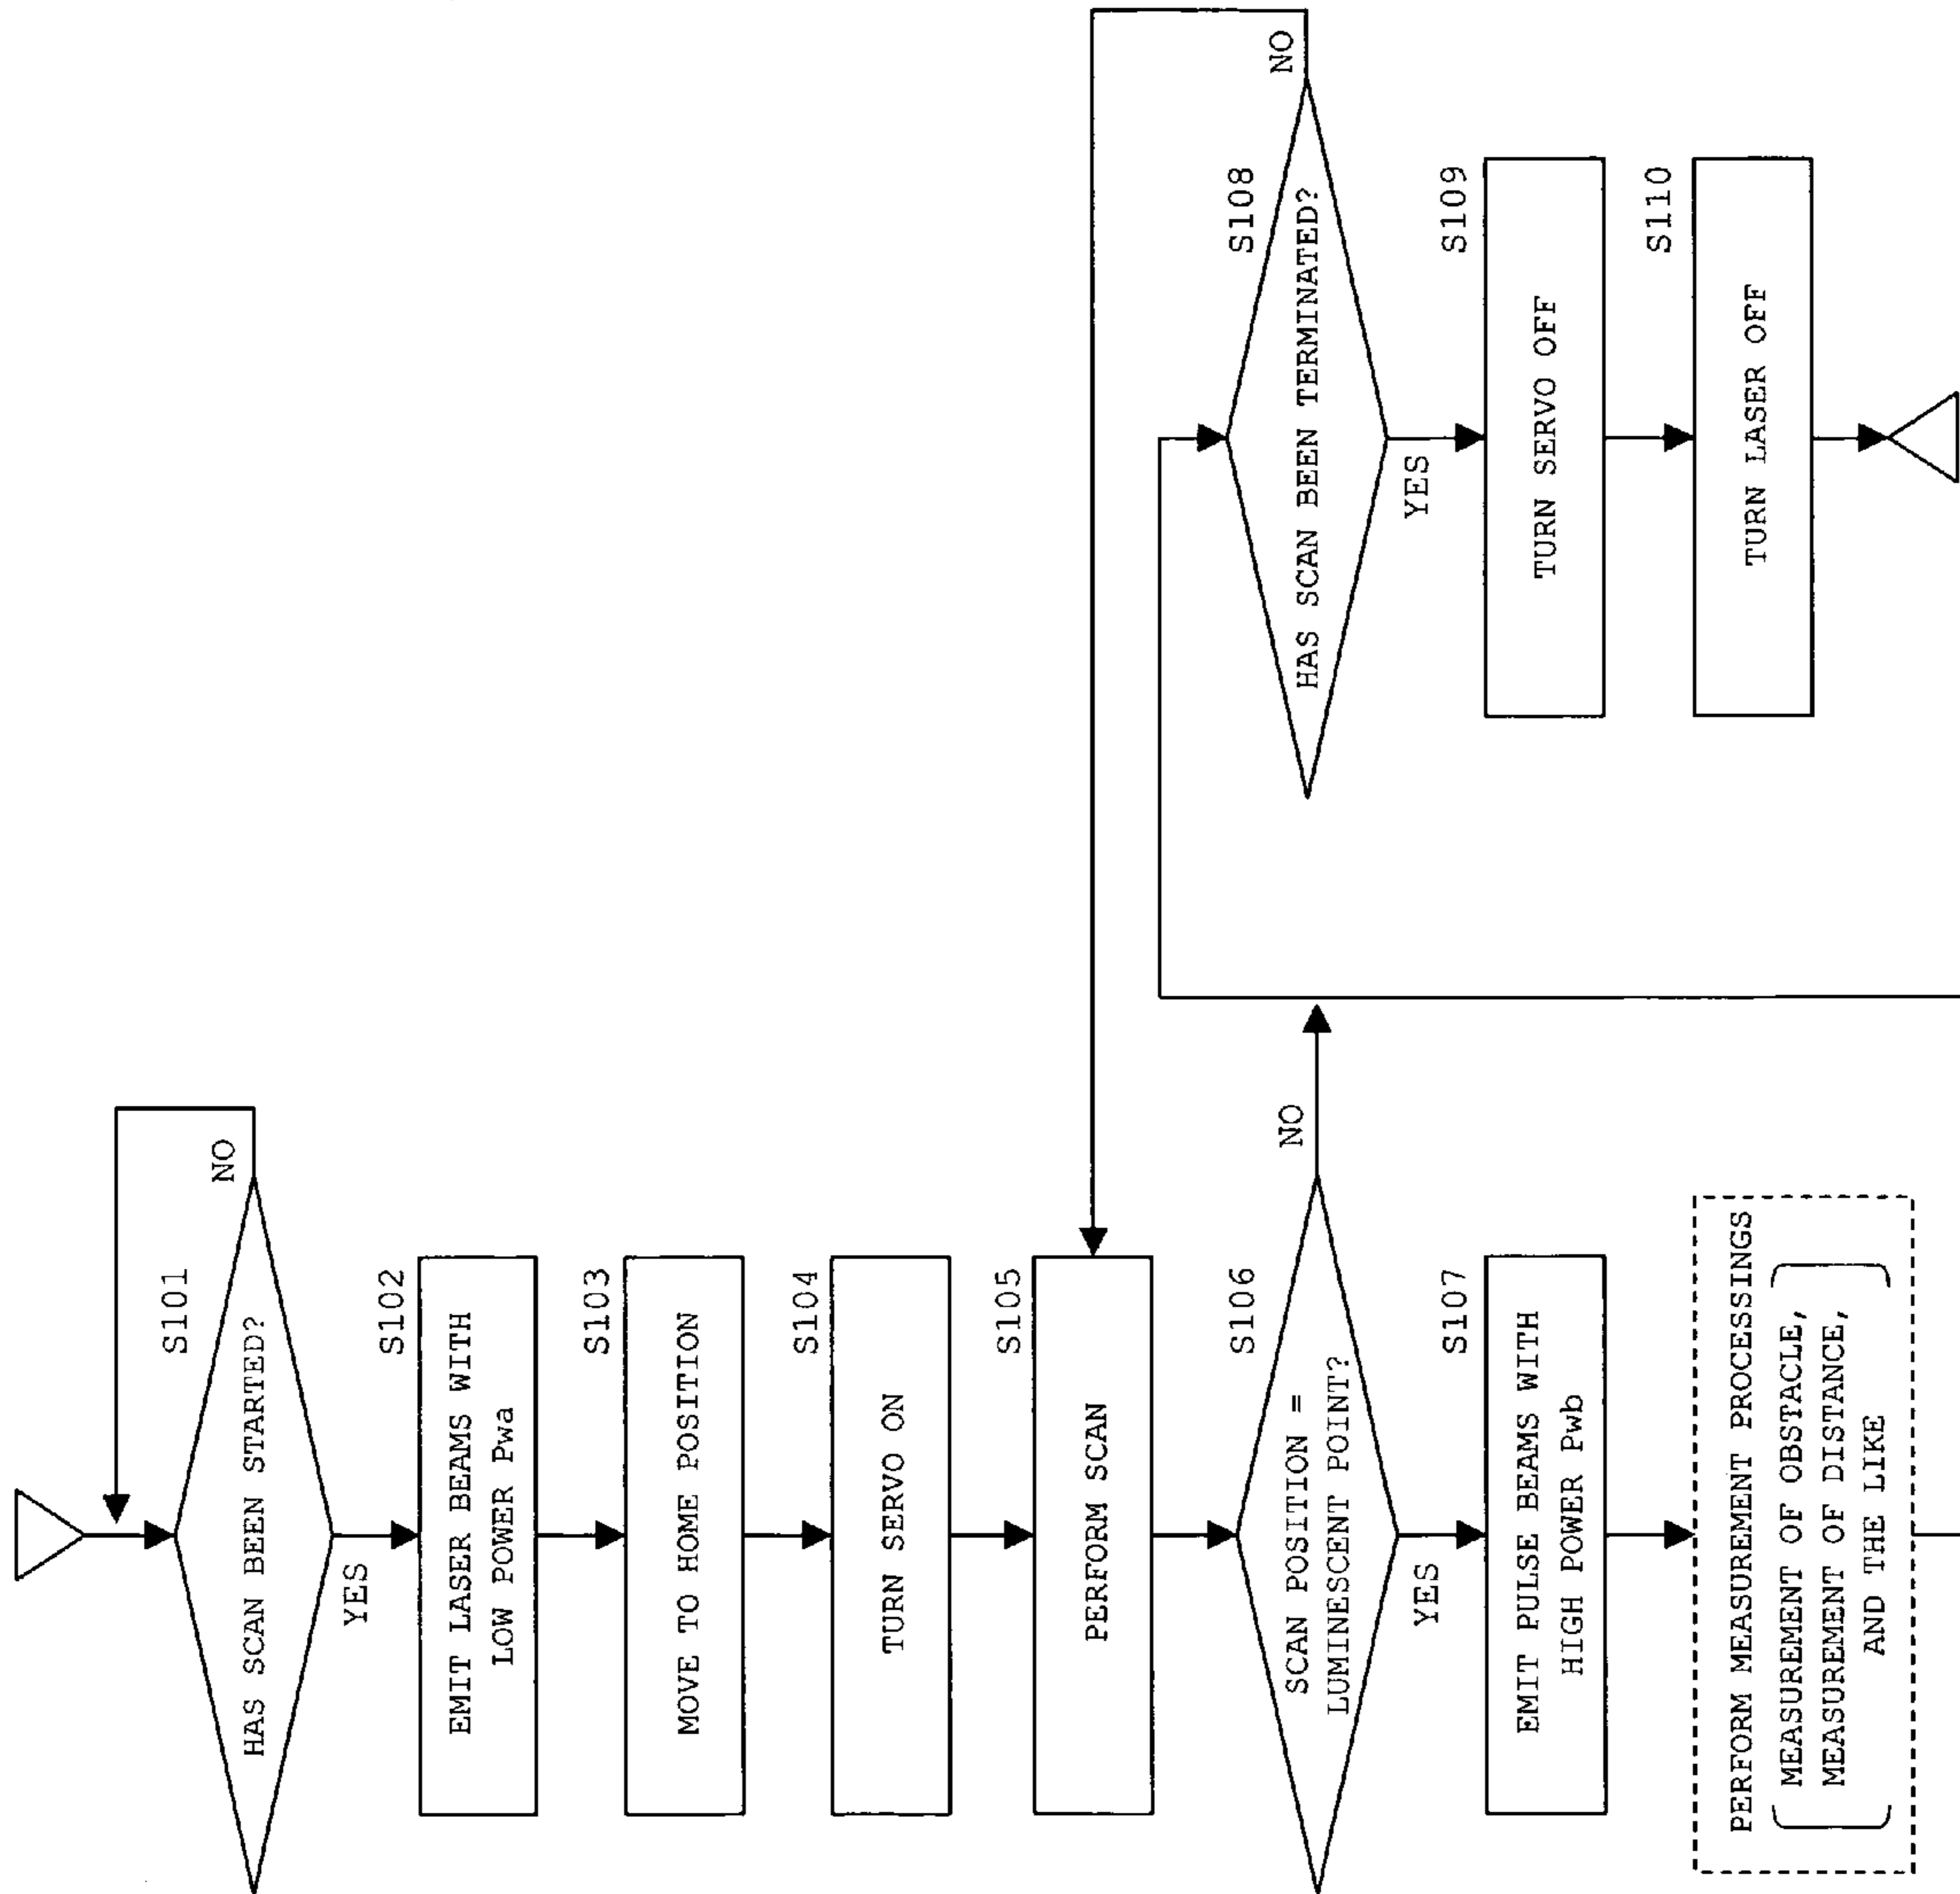 S101
HAS SCAN BEEN STARTED?
NO
YES
S102
EMIT LASER BEAMS WITH
LOW POWER Pwa
S103
MOVE TO HOME POSITION
S104
TURN SERVO ON
S105
PERFORM SCAN
S106
SCAN POSITION =
LUMINESCENT POINT?
NO
YES
S107
EMIT PULSE BEAMS WITH
HIGH POWER Pwb
PERFORM MEASUREMENT PROCESSINGS
MEASUREMENT OF OBSTACLE,
MEASUREMENT OF DISTANCE,
AND THE LIKE
S108
HAS SCAN BEEN TERMINATED?
NO
YES
S109
TURN SERVO OFF
S110
TURN LASER OFF